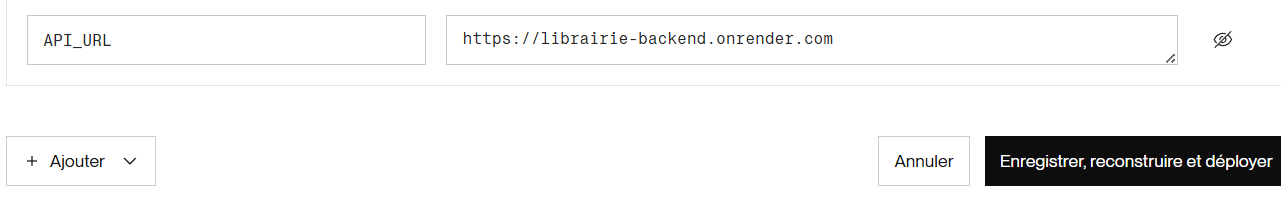 API_URL
https://librairie-backend.onrender.com
+ Ajouter
Annuler
Enregistrer, reconstruire et déployer